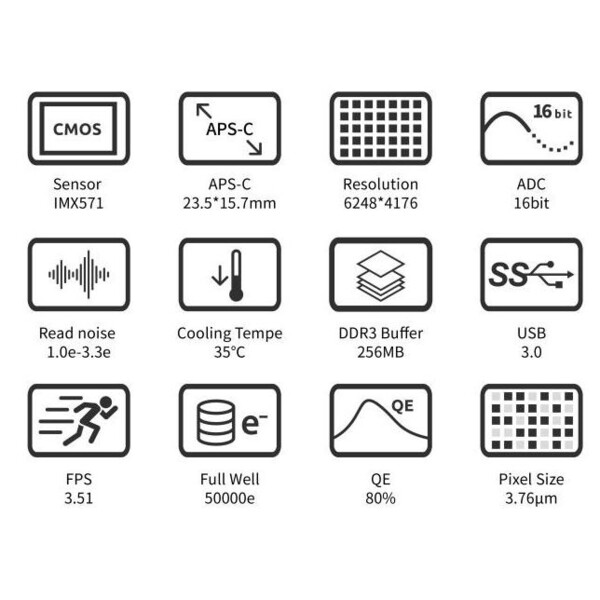 CMOS
Sensor
IMX571
APS-C
APS-C
23.5*15.7mm
Resolution
6248*4176
16 bit
ADC
16bit
Read noise
1.0e-3.3e
Cooling Tempe
35°C
DDR3 Buffer
256MB
SS
USB
3.0
FPS
3.51
e⁻
Full Well
50000e
QE
QE
80%
Pixel Size
3.76μm